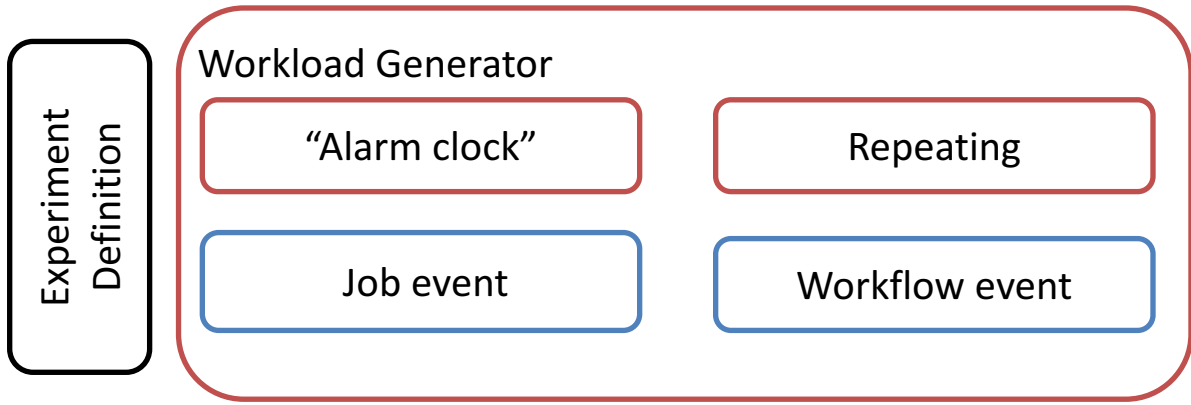 Experiment
Definition
Workload Generator
“Alarm clock”
Repeating
Job event
Workflow event